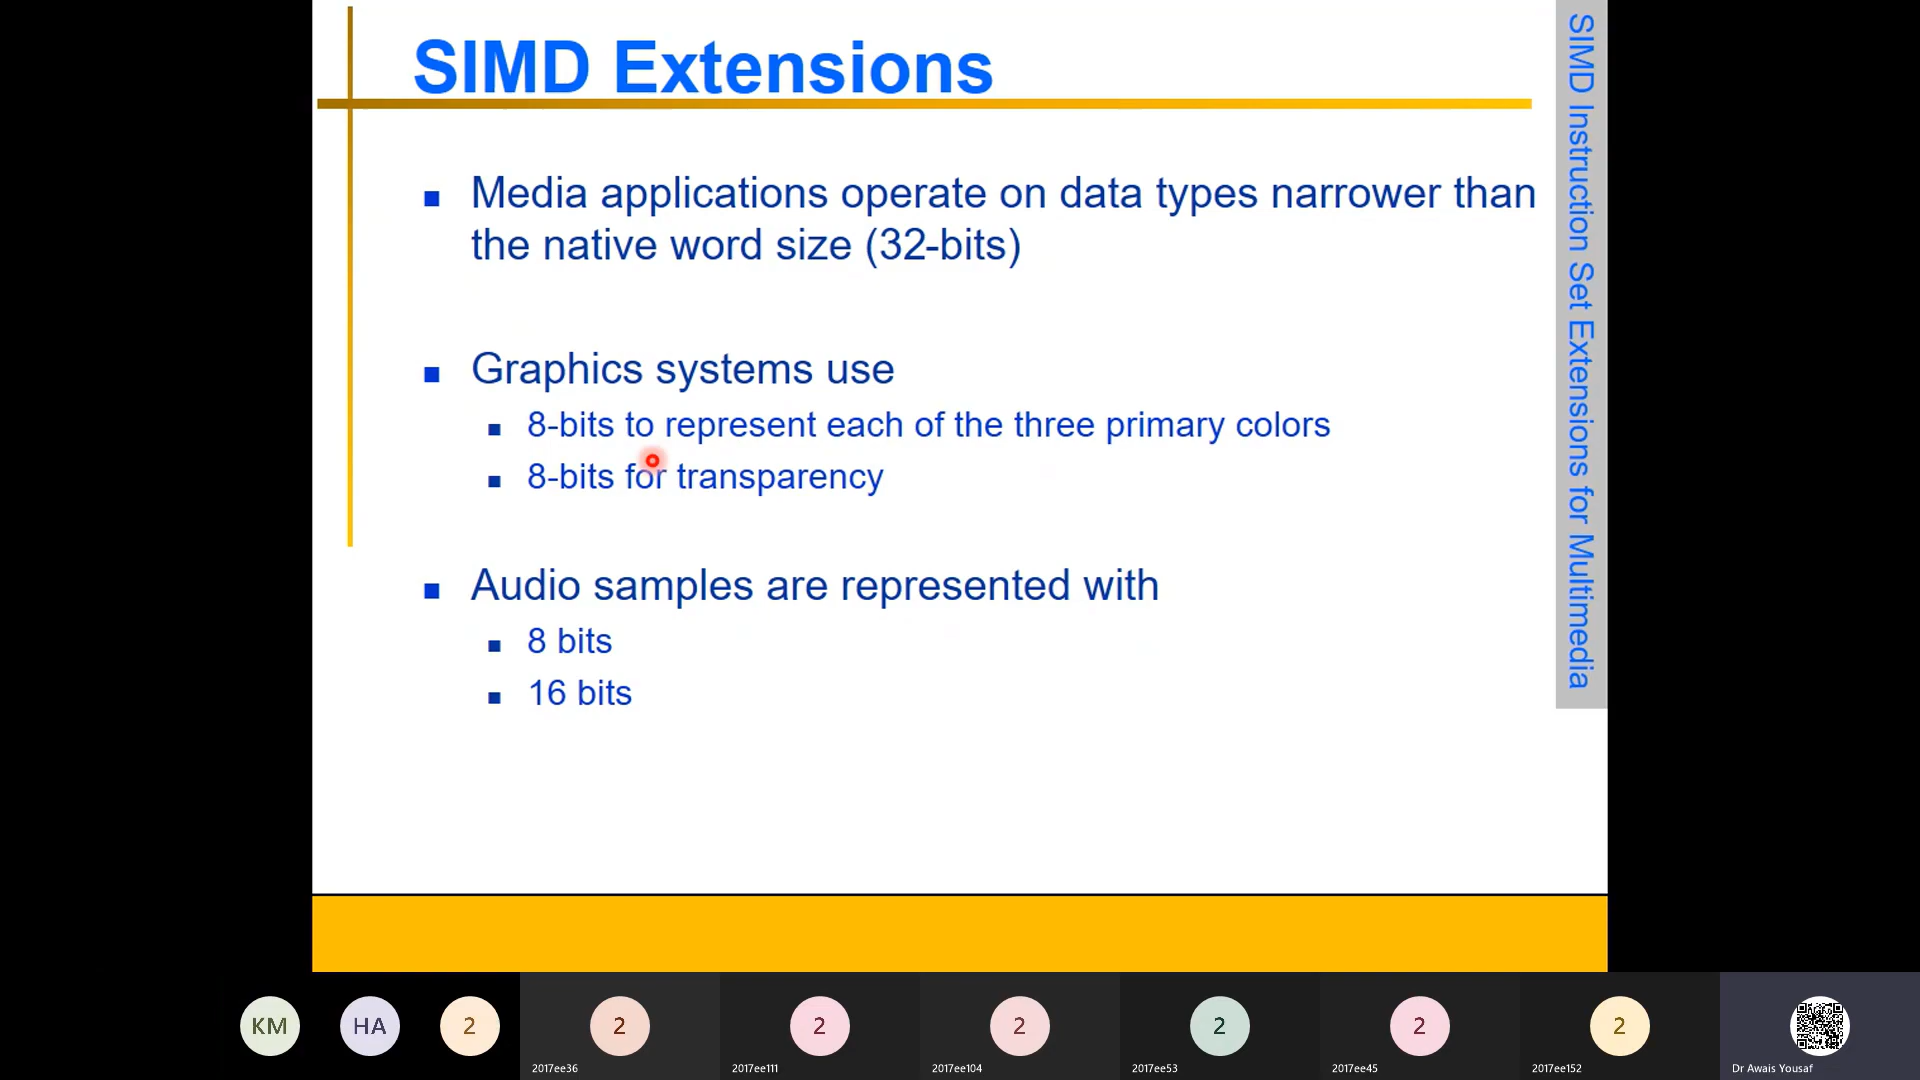 SIMD Extensions
SIMD Instruction Set Extensions for Multimedia
Media applications operate on data types narrower than
the native word size (32-bits)
Graphics systems use
8-bits to represent each of the three primary colors
8-bits for transparency
Audio samples are represented with
8 bits
16 bits
KM
HA
2
2
2017ee36
2
2017ee111
2
2017ee104
2
2017ee53
2
2017ee45
2
2017ee152
Dr Awais Yousaf